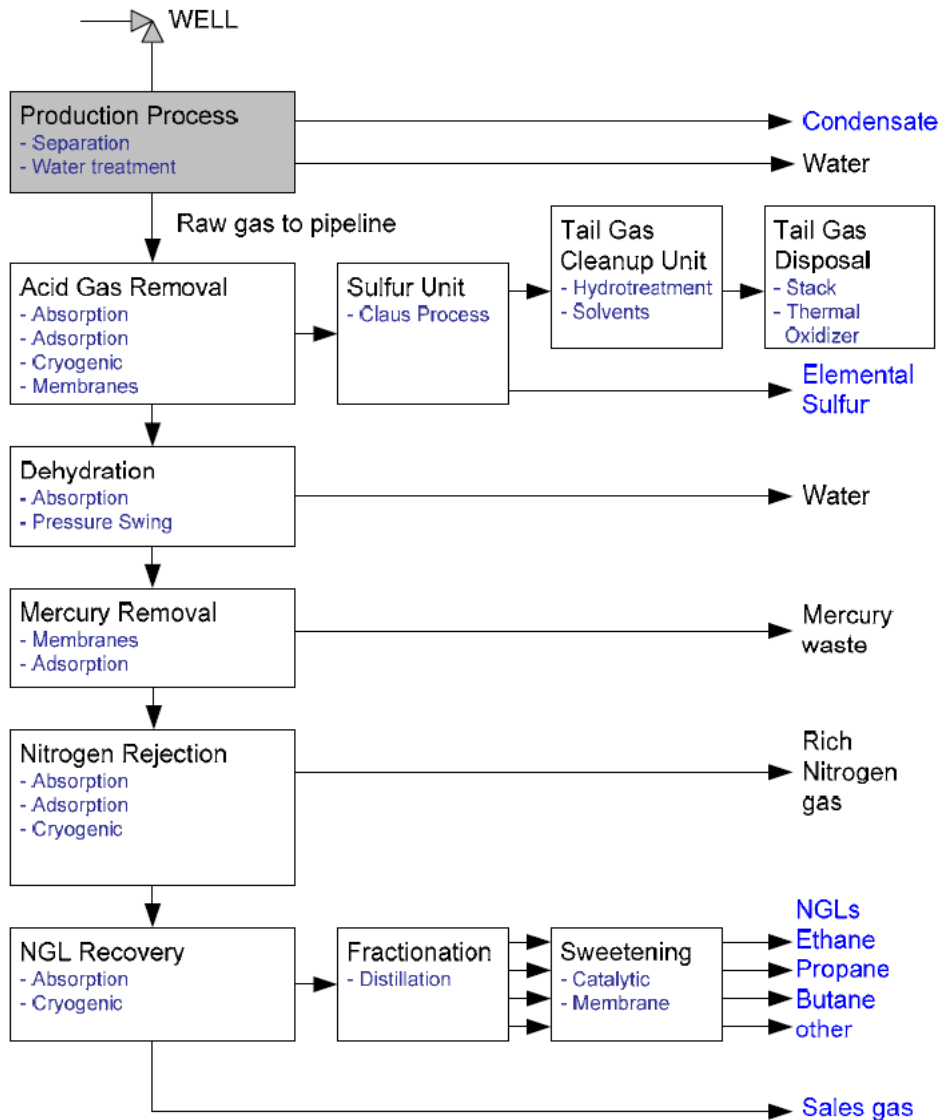 WELL
Production Process
- Separation
- Water treatment
Condensate
Water
Raw gas to pipeline
Acid Gas Removal
- Absorption
- Adsorption
- Cryogenic
- Membranes
Sulfur Unit
- Claus Process
Tail Gas
Cleanup Unit
- Hydrotreatment
- Solvents
Tail Gas
Disposal
- Stack
- Thermal
Oxidizer
Elemental
Sulfur
Dehydration
- Absorption
- Pressure Swing
Water
Mercury Removal
- Membranes
- Adsorption
Mercury
waste
Nitrogen Rejection
- Absorption
- Adsorption
- Cryogenic
Rich
Nitrogen
gas
NGL Recovery
- Absorption
- Cryogenic
Fractionation
- Distillation
Sweetening
- Catalytic
- Membrane
NGLs
Ethane
Propane
Butane
other
Sales gas